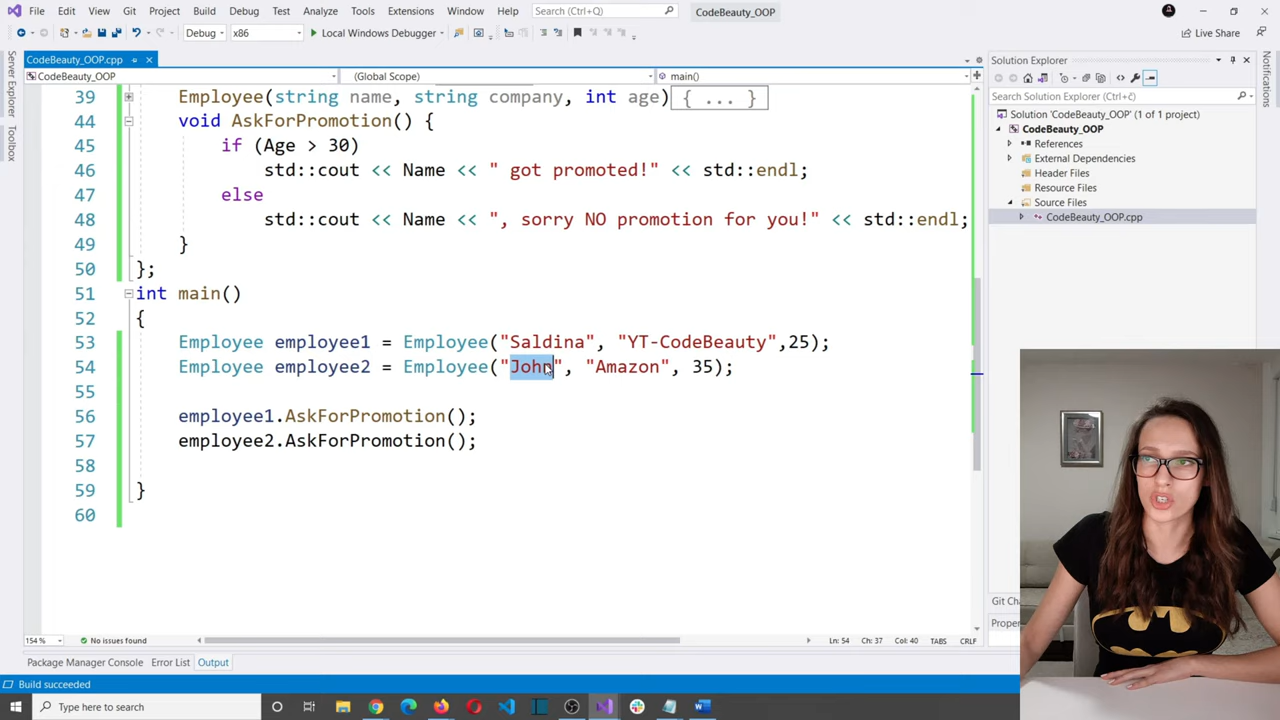 File Edit View Git Project Build Debug Test Analyze Tools Extensions Window Help Search (Ctrl+Q) CodeBeauty_OOP
Debug x86 Local Windows Debugger Live Share
CodeBeauty_OOP.cpp
CodeBeauty_OOP (Global Scope) main()
Server Explorer
Toolbox
39 Employee(string name, string company, int age){ ... }
44 void AskForPromotion() {
45 if (Age > 30)
46 std::cout << Name << " got promoted!" << std::endl;
47 else
48 std::cout << Name << ", sorry NO promotion for you!" << std::endl;
49 }
50 };
51 int main()
52 {
53 Employee employee1 = Employee("Saldina", "YT-CodeBeauty",25);
54 Employee employee2 = Employee("John", "Amazon", 35);
55
56 employee1.AskForPromotion();
57 employee2.AskForPromotion();
58
59 }
60
154 % No issues found Ln: 54 Ch: 37 Col: 40 TABS CRLF
Package Manager Console Error List Output
Build succeeded
Type here to search
Solution Explorer
Search Solution Explorer (Ctrl+č)
Solution 'CodeBeauty_OOP' (1 of 1 project)
CodeBeauty_OOP
References
External Dependencies
Header Files
Resource Files
Source Files
CodeBeauty_OOP.cpp
Notifications
Git Ch
Proper